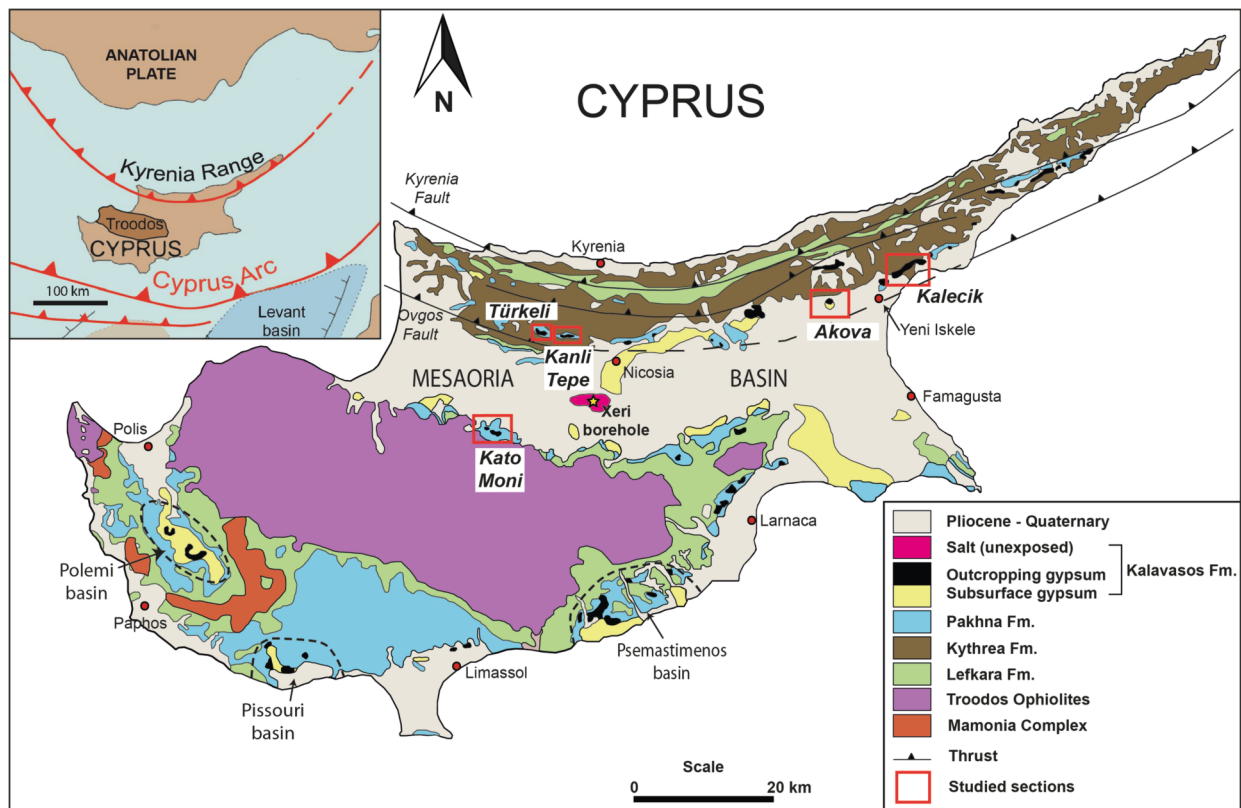 ANATOLIAN
PLATE
Kyrenia Range
Troodos
CYPRUS
Cyprus Arc
100 km
Levant
basin
N
CYPRUS
Kyrenia
Fault
Kyrenia
Ovgos
Fault
Türkeli
Kanli
Tepe
Kalecik
Akova
Yeni Iskele
Nicosia
MESAORIA
BASIN
Famagusta
Xeri
borehole
Polis
Kato
Moni
Larnaca
Polemi
basin
Paphos
Psemastimenos
basin
Limassol
Pissouri
basin
Scale
20 km
Pliocene - Quaternary
Salt (unexposed)
Outcropping gypsum
Kalavasos Fm.
Subsurface gypsum
Pakhna Fm.
Kythrea Fm.
Lefkara Fm.
Troodos Ophiolites
Mamonia Complex
Thrust
Studied sections
0